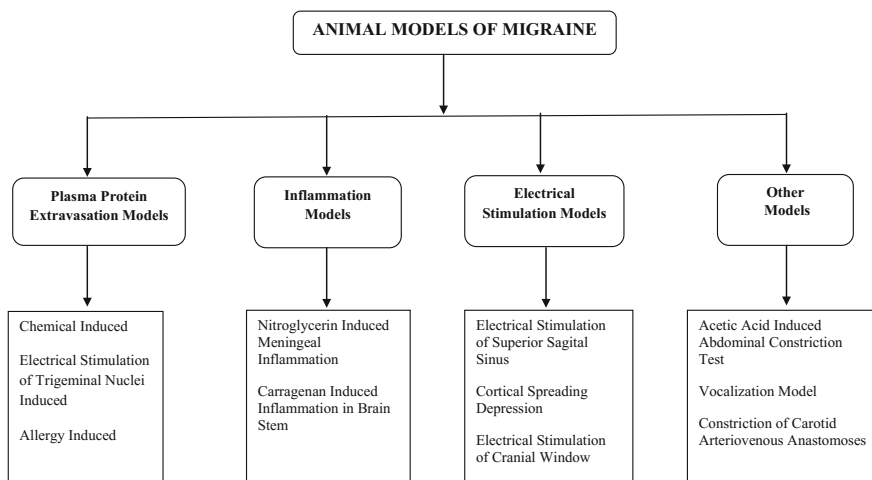 ANIMAL MODELS OF MIGRAINE
Plasma Protein
Extravasation Models
Inflammation
Models
Electrical
Stimulation Models
Other
Models
Chemical Induced
Electrical Stimulation
of Trigeminal Nuclei
Induced
Allergy Induced
Nitroglycerin Induced
Meningeal
Inflammation
Carragenan Induced
Inflammation in Brain
Stem
Electrical Stimulation
of Superior Sagital
Sinus
Cortical Spreading
Depression
Electrical Stimulation
of Cranial Window
Acetic Acid Induced
Abdominal Constriction
Test
Vocalization Model
Constriction of Carotid
Arteriovenous Anastomoses